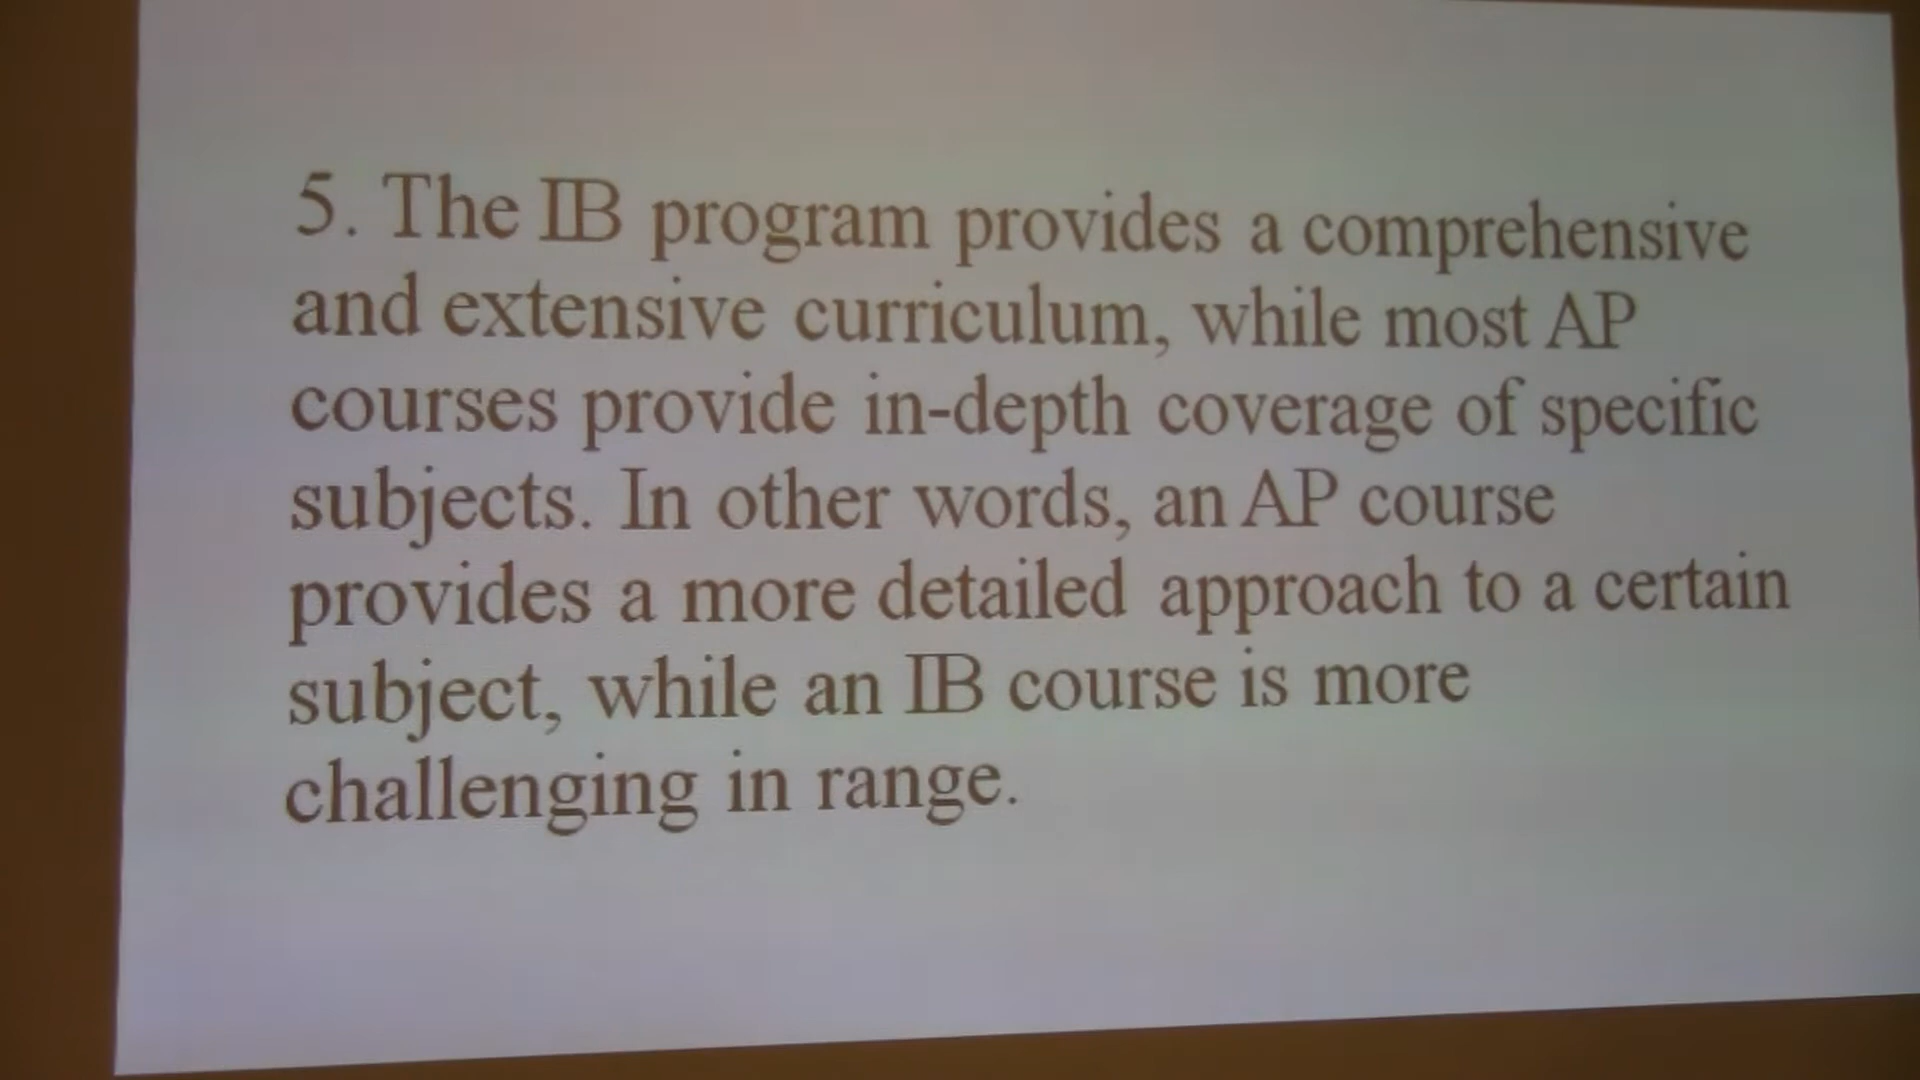 5. The IB program provides a comprehensive
and extensive curriculum, while most AP
courses provide in-depth coverage of specific
subjects. In other words, an AP course
provides a more detailed approach to a certain
subject, while an IB course is more
challenging in range.